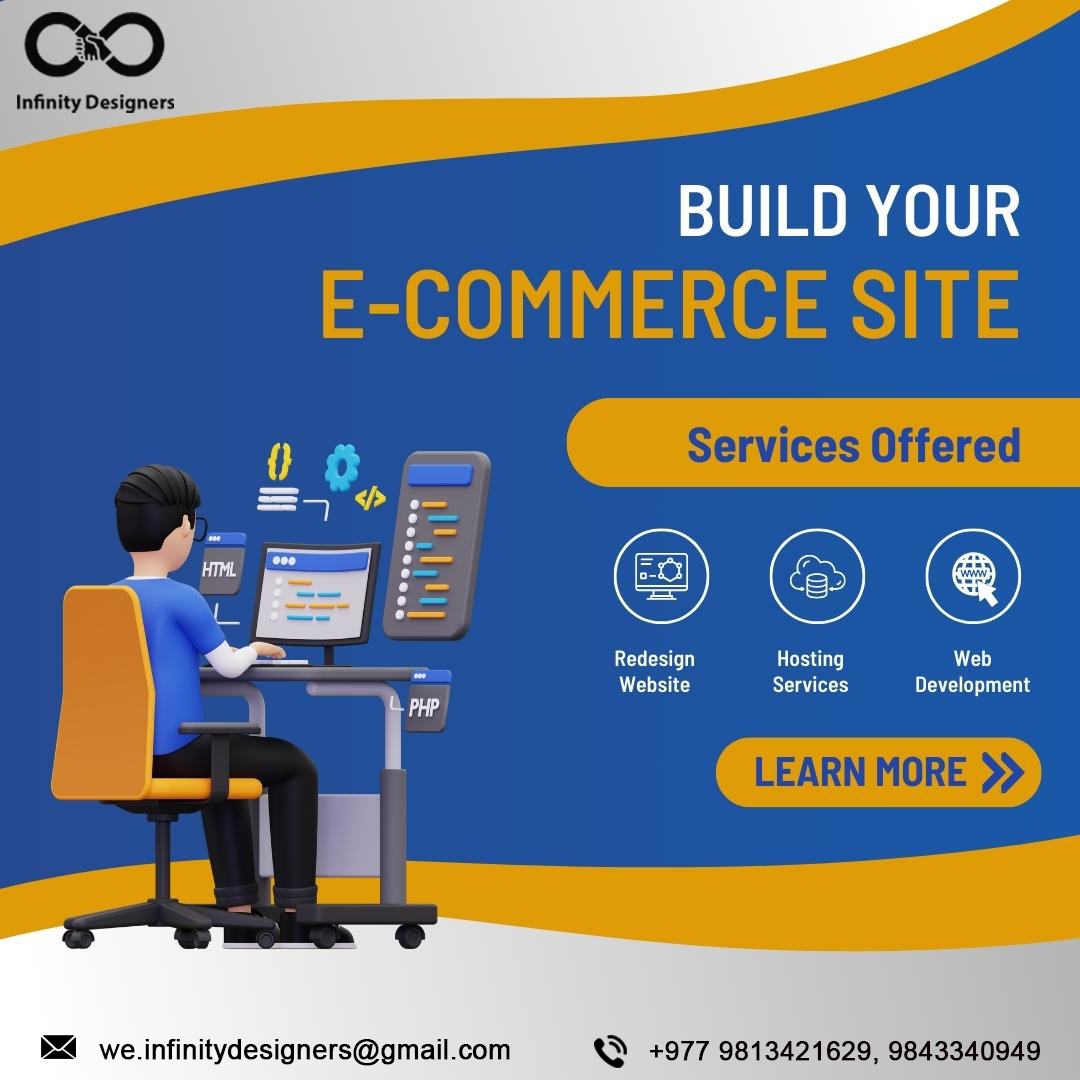 Infinity Designers
BUILD YOUR
E-COMMERCE SITE
Services Offered
Redesign
Website
Hosting
Services
Web
Development
LEARN MORE
HTML
PHP
WWW
{}
</>
we.infinitydesigners@gmail.com
+977 9813421629, 9843340949